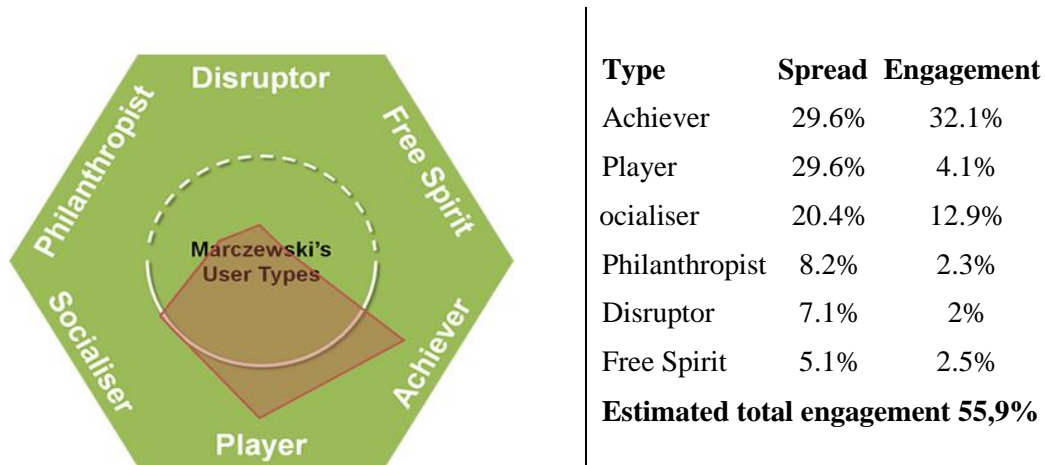 Disruptor
Philanthropist
Free Spirit
Marczewski's
User Types
Socialiser
Achiever
Player
Type Spread Engagement
Achiever 29.6% 32.1%
Player 29.6% 4.1%
ocialiser 20.4% 12.9%
Philanthropist 8.2% 2.3%
Disruptor 7.1% 2%
Free Spirit 5.1% 2.5%
Estimated total engagement 55,9%